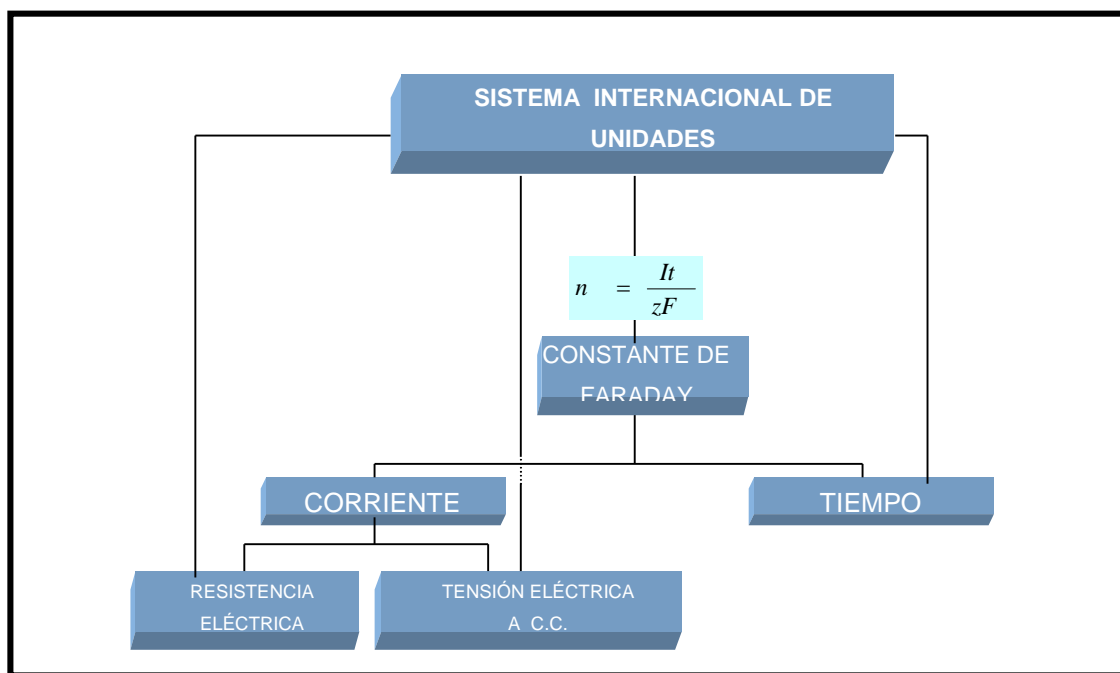 SISTEMA INTERNACIONAL DE
UNIDADES
n = It
zF
CONSTANTE DE
FARADAY
CORRIENTE
TIEMPO
RESISTENCIA
ELÉCTRICA
TENSIÓN ELÉCTRICA
A C.C.